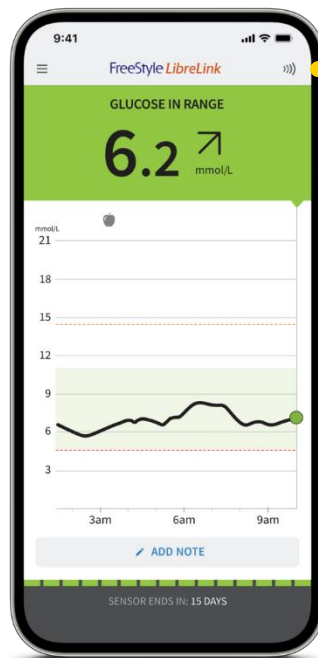 9:41
FreeStyle LibreLink
GLUCOSE IN RANGE
6.2
mmol/L
mmol/L
21
18
15
12
9
6
3
3am 6am 9am
ADD NOTE
SENSOR ENDS IN: 15 DAYS